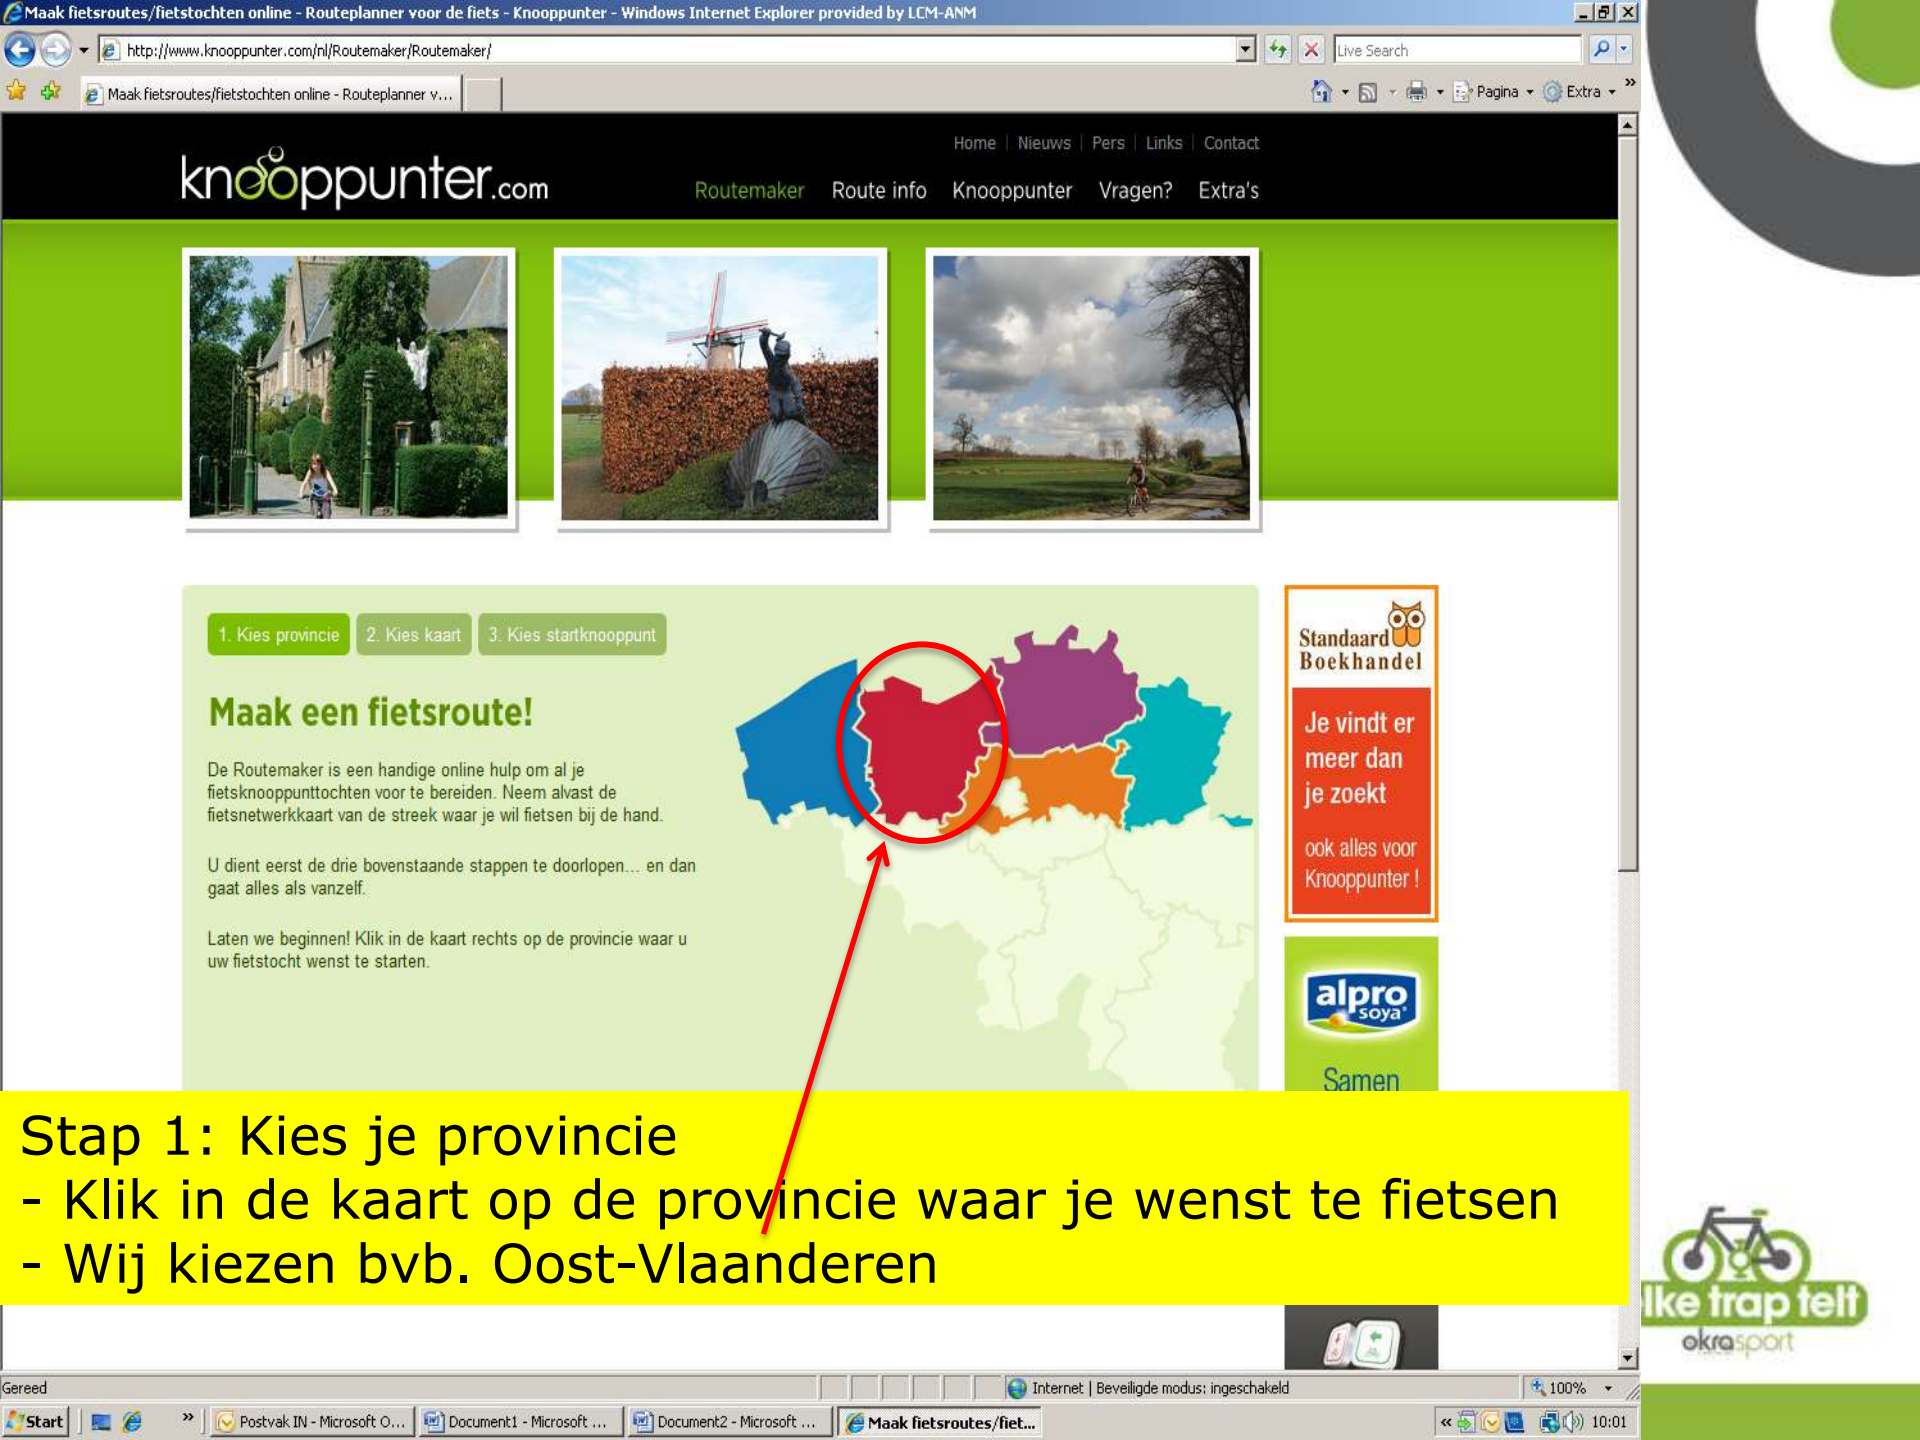 Maak fietsroutes/fietstochten online - Routeplanner voor de fiets - Knooppunter - Windows Internet Explorer provided by LCM-ANM
http://www.knooppunter.com/nl/Routemaker/Routemaker/
Live Search
Maak fietsroutes/fietstochten online - Routeplanner v...
Pagina
Extra
knooppunter.com
Home | Nieuws | Pers | Links | Contact
Routemaker Route info Knooppunter Vragen? Extra's
1. Kies provincie
2. Kies kaart
3. Kies startknooppunt
Maak een fietsroute!
De Routemaker is een handige online hulp om al je
fietsknooppunttochten voor te bereiden. Neem alvast de
fietsnetwerkkaart van de streek waar je wil fietsen bij de hand.
U dient eerst de drie bovenstaande stappen te doorlopen... en dan
gaat alles als vanzelf.
Laten we beginnen! Klik in de kaart rechts op de provincie waar u
uw fietstocht wenst te starten.
Standaard
Boekhandel
Je vindt er
meer dan
je zoekt
ook alles voor
Knooppunter !
alpro
soya
Samen
Stap 1: Kies je provincie
- Klik in de kaart op de provincie waar je wenst te fietsen
- Wij kiezen bvb. Oost-Vlaanderen
lke trap telt
okrasport
Gereed
Internet | Beveiligde modus: ingeschakeld
100%
Start
Postvak IN - Microsoft O...
Document1 - Microsoft ...
Document2 - Microsoft ...
Maak fietsroutes/fiet...
10:01